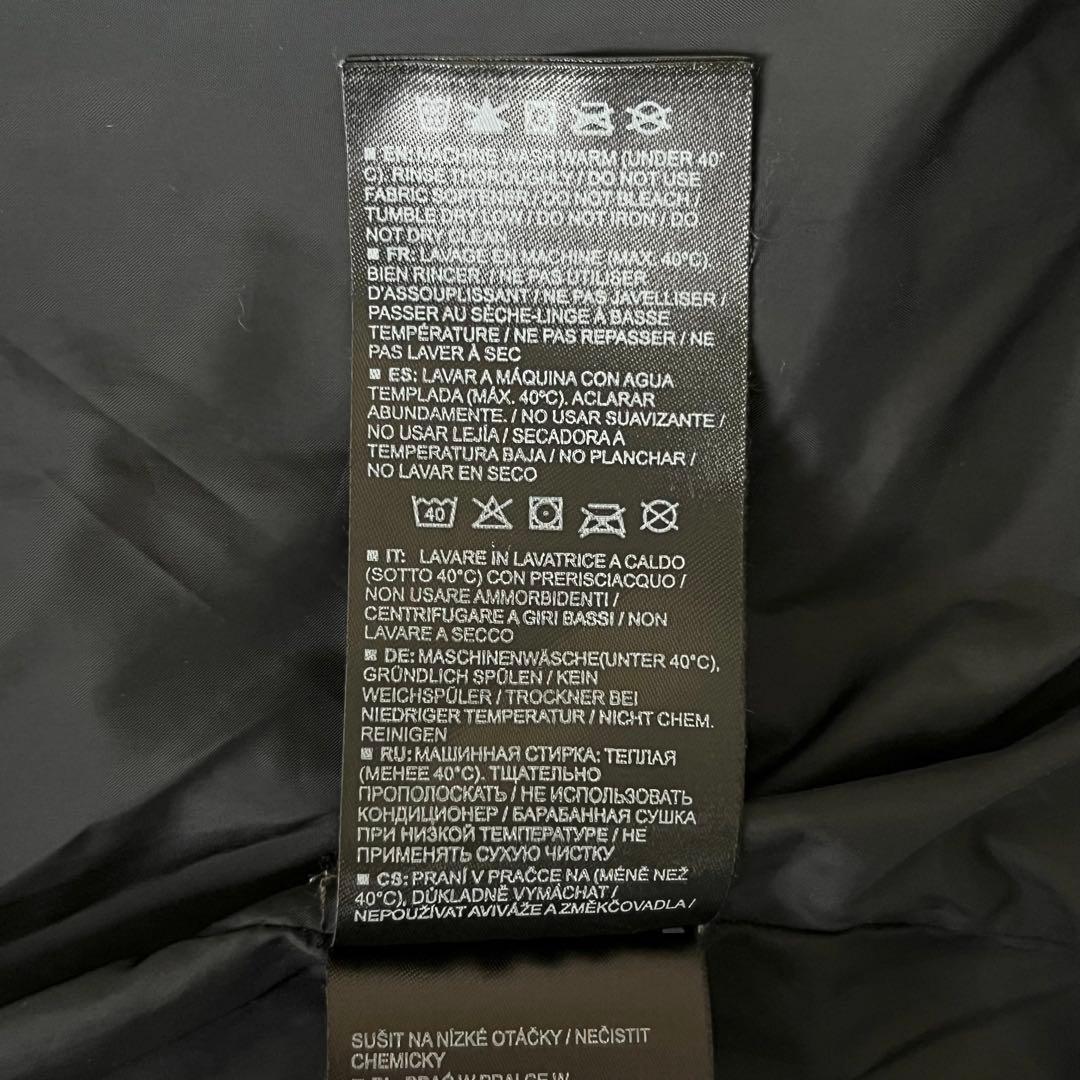 EN: MACHINE WASH WARM (UNDER 40°
C). RINSE THOROUGHLY / DO NOT USE
FABRIC SOFTENER / DO NOT BLEACH /
TUMBLE DRY LOW / DO NOT IRON / DO
NOT DRY CLEAN
FR: LAVAGE EN MACHINE (MAX. 40°C).
BIEN RINCER. / NE PAS UTILISER
D'ASSOUPLISSANT / NE PAS JAVELLISER /
PASSER AU SÈCHE-LINGE À BASSE
TEMPÉRATURE / NE PAS REPASSER / NE
PAS LAVER À SEC
ES: LAVAR A MÁQUINA CON AGUA
TEMPLADA (MÁX. 40°C). ACLARAR
ABUNDAMENTE. / NO USAR SUAVIZANTE /
NO USAR LEJÍA / SECADORA A
TEMPERATURA BAJA / NO PLANCHAR /
NO LAVAR EN SECO
40
IT: LAVARE IN LAVATRICE A CALDO
(SOTTO 40°C) CON PRERISCIACQUO /
NON USARE AMMORBIDENTI /
CENTRIFUGARE A GIRI BASSI / NON
LAVARE A SECCO
DE: MASCHINENWÄSCHE(UNTER 40°C),
GRÜNDLICH SPÜLEN / KEIN
WEICHSPÜLER / TROCKNER BEI
NIEDRIGER TEMPERATUR / NICHT CHEM.
REINIGEN
RU: МАШИННАЯ СТИРКА: ТЕПЛАЯ
(МЕНЕЕ 40°C). ТЩАТЕЛЬНО
ПРОПОЛОСКАТЬ / НЕ ИСПОЛЬЗОВАТЬ
КОНДИЦИОНЕР / БАРАБАННАЯ СУШКА
ПРИ НИЗКОЙ ТЕМПЕРАТУРЕ / НЕ
ПРИМЕНЯТЬ СУХУЮ ЧИСТКУ
CS: PRANÍ V PRAČCE NA (MÉNĚ NEŽ
40°C), DŮKLADNĚ VYMÁCHAT /
NEPOUŽÍVAT AVIVÁŽE A ZMĚKČOVADLA /
SUŠIT NA NÍZKÉ OTÁČKY / NEČISTIT
CHEMICKY